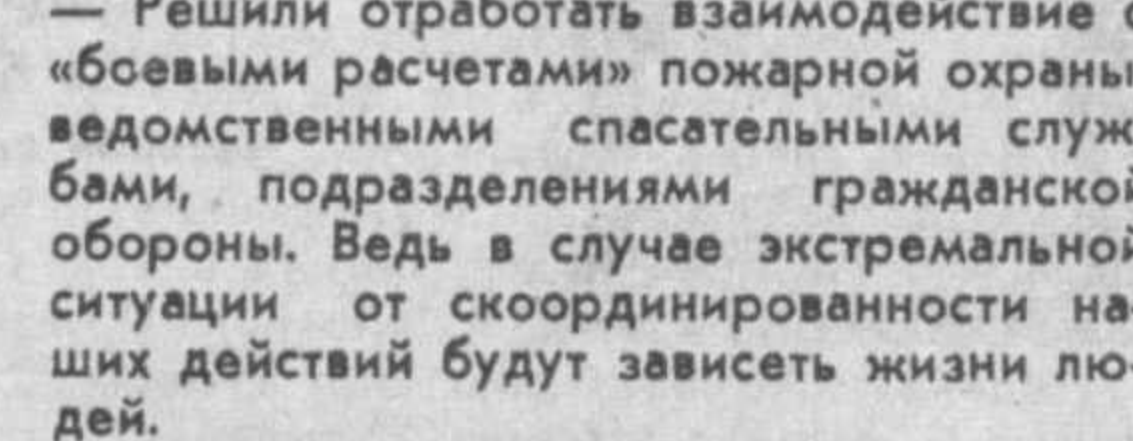 — Решили отработать взаимодействие с
«боевыми расчетами» пожарной охраны
ведомственными спасательными служ-
бами, подразделениями гражданской
обороны. Ведь в случае экстремальной
ситуации от скоординированности на-
ших действий будут зависеть жизни лю-
дей.